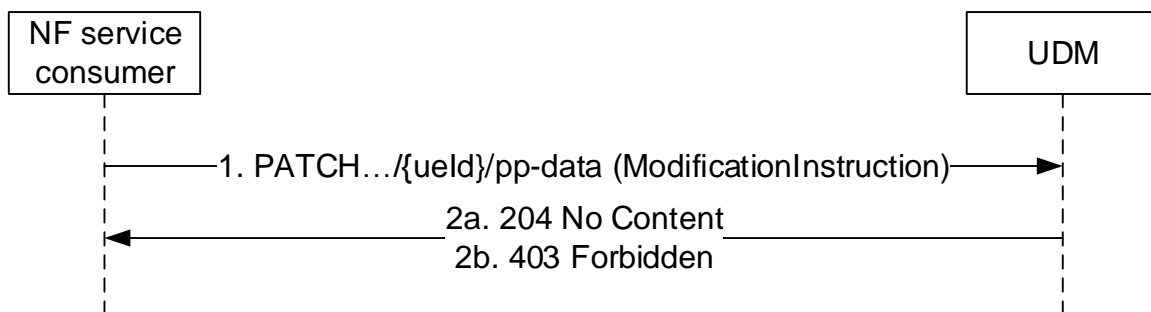 NF service
consumer
UDM
1. PATCH…/{ueId}/pp-data (ModificationInstruction)
2a. 204 No Content
2b. 403 Forbidden